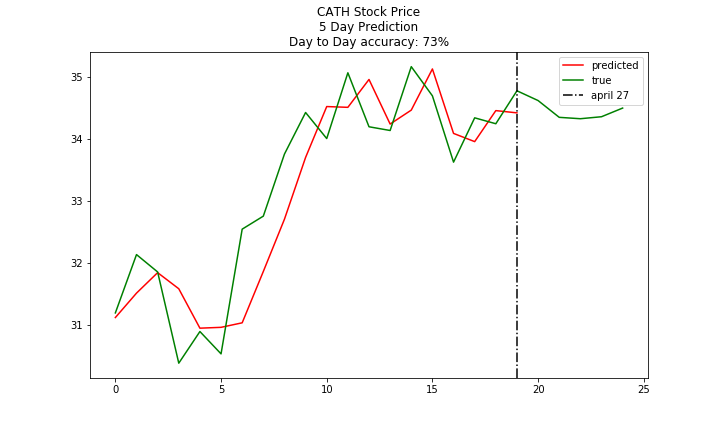 CATH Stock Price
5 Day Prediction
Day to Day accuracy: 73%
predicted
true
april 27
35
34
33
32
31
0 5 10 15 20 25